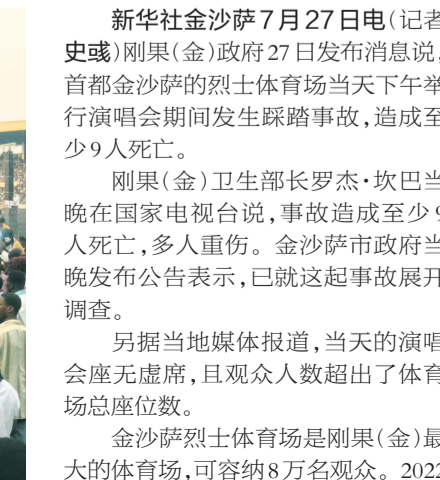 新华社金沙萨7月27日电(记者
史彧)刚果(金)政府27日发布消息说,
首都金沙萨的烈士体育场当天下午举
行演唱会期间发生踩踏事故,造成至
少9人死亡。
刚果(金)卫生部长罗杰·坎巴当
晚在国家电视台说,事故造成至少9
人死亡,多人重伤。金沙萨市政府当
晚发布公告表示,已就这起事故展开
调查。
另据当地媒体报道,当天的演唱
会座无虚席,且观众人数超出了体育
场总座位数。
金沙萨烈士体育场是刚果(金)最
大的体育场,可容纳8万名观众。2022